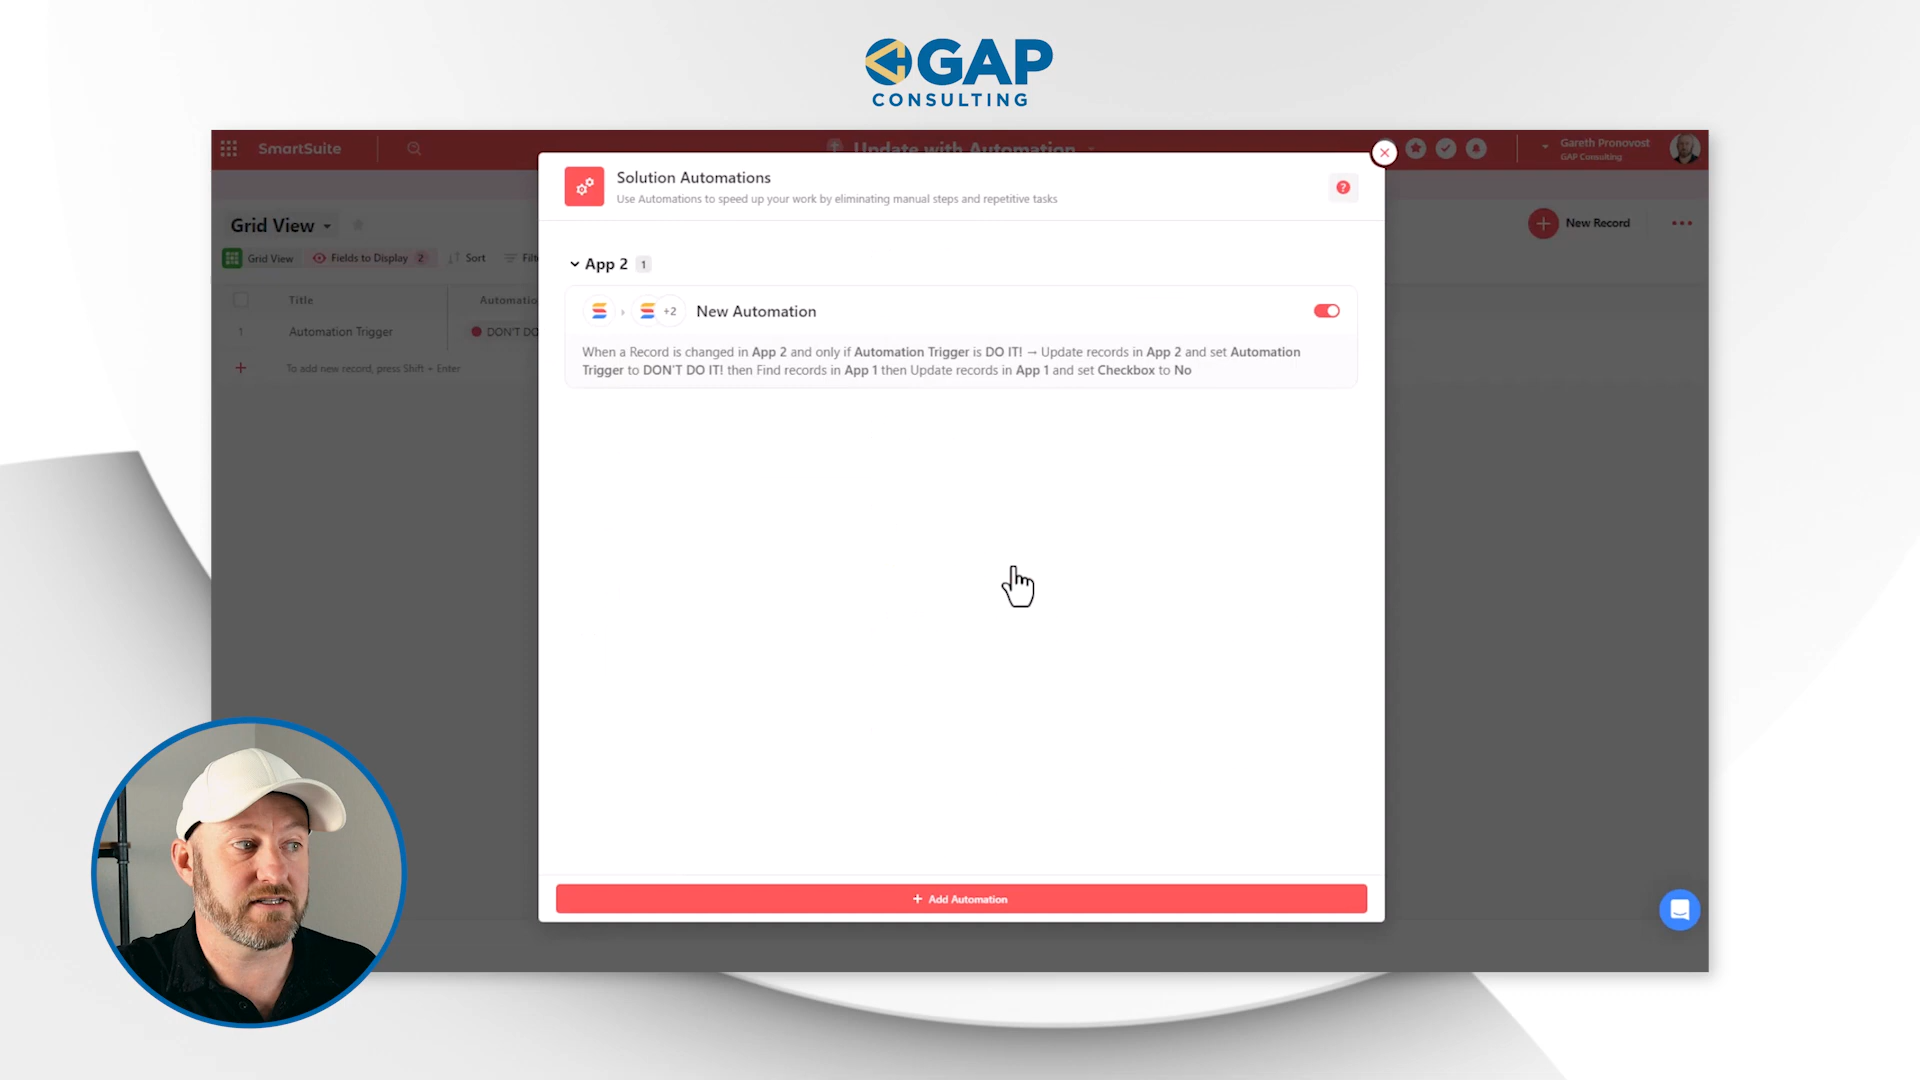 GAP
CONSULTING
SmartSuite
Update with Automation
Gareth Pronovost
GAP Consulting
Solution Automations
Use Automations to speed up your work by eliminating manual steps and repetitive tasks
?
Grid View
New Record
Grid View
Fields to Display 2
Sort
App 2 1
Title
+2
New Automation
1
Automation Trigger
DON'T DO
When a Record is changed in App 2 and only if Automation Trigger is DO IT! → Update records in App 2 and set Automation
Trigger to DON'T DO IT! then Find records in App 1 then Update records in App 1 and set Checkbox to No
To add new record, press Shift + Enter
+ Add Automation